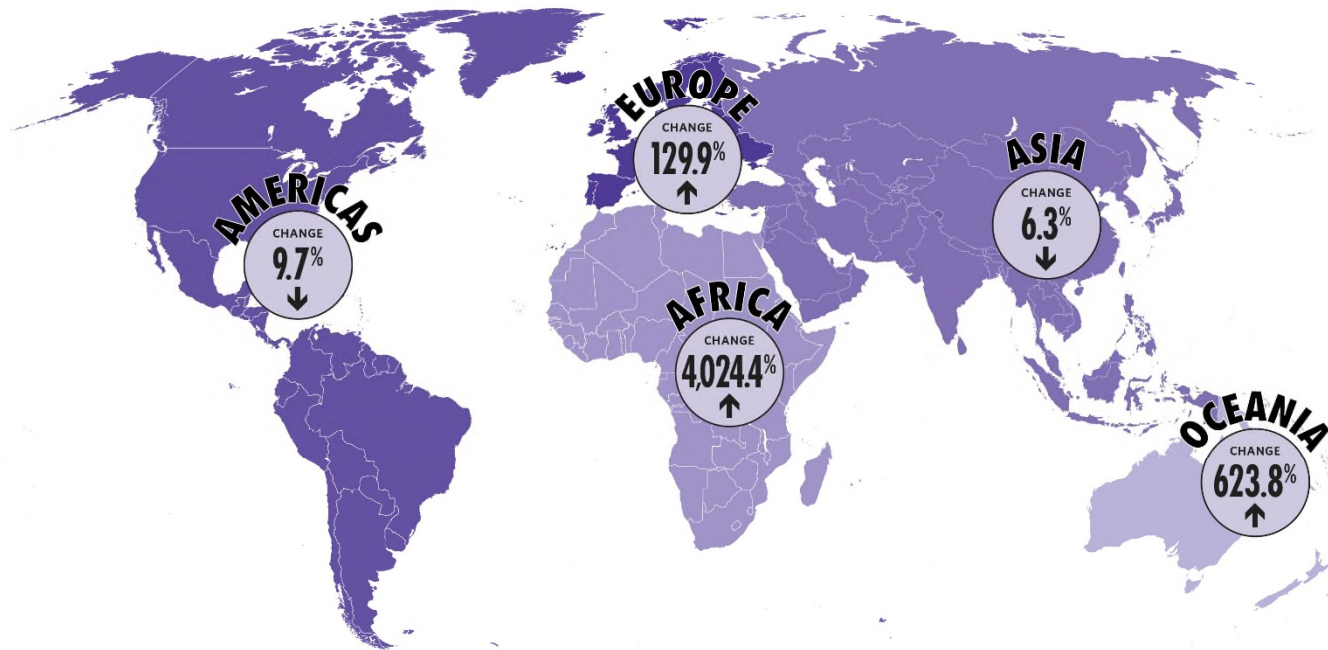 EUROPE
CHANGE
129.9%
↑
ASIA
CHANGE
6.3%
↓
AMERICAS
CHANGE
9.7%
↓
AFRICA
CHANGE
4,024.4%
↑
OCEANIA
CHANGE
623.8%
↑